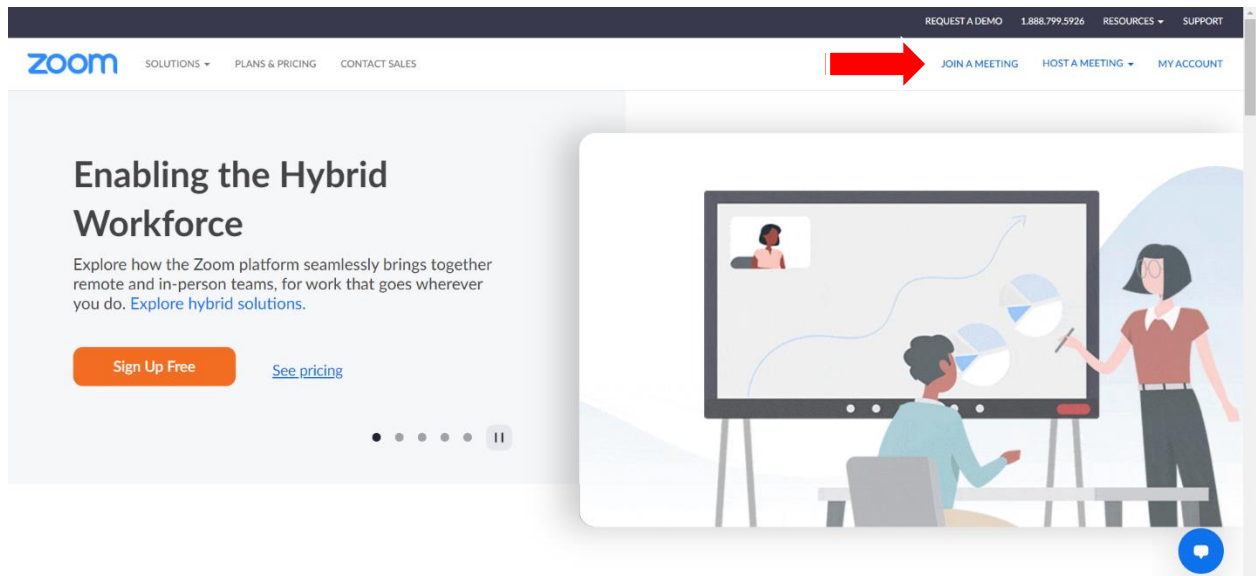 REQUEST A DEMO 1.888.799.5926 RESOURCES SUPPORT
zoom SOLUTIONS PLANS & PRICING CONTACT SALES JOIN A MEETING HOST A MEETING MY ACCOUNT
Enabling the Hybrid
Workforce
Explore how the Zoom platform seamlessly brings together
remote and in-person teams, for work that goes wherever
you do. Explore hybrid solutions.
Sign Up Free See pricing